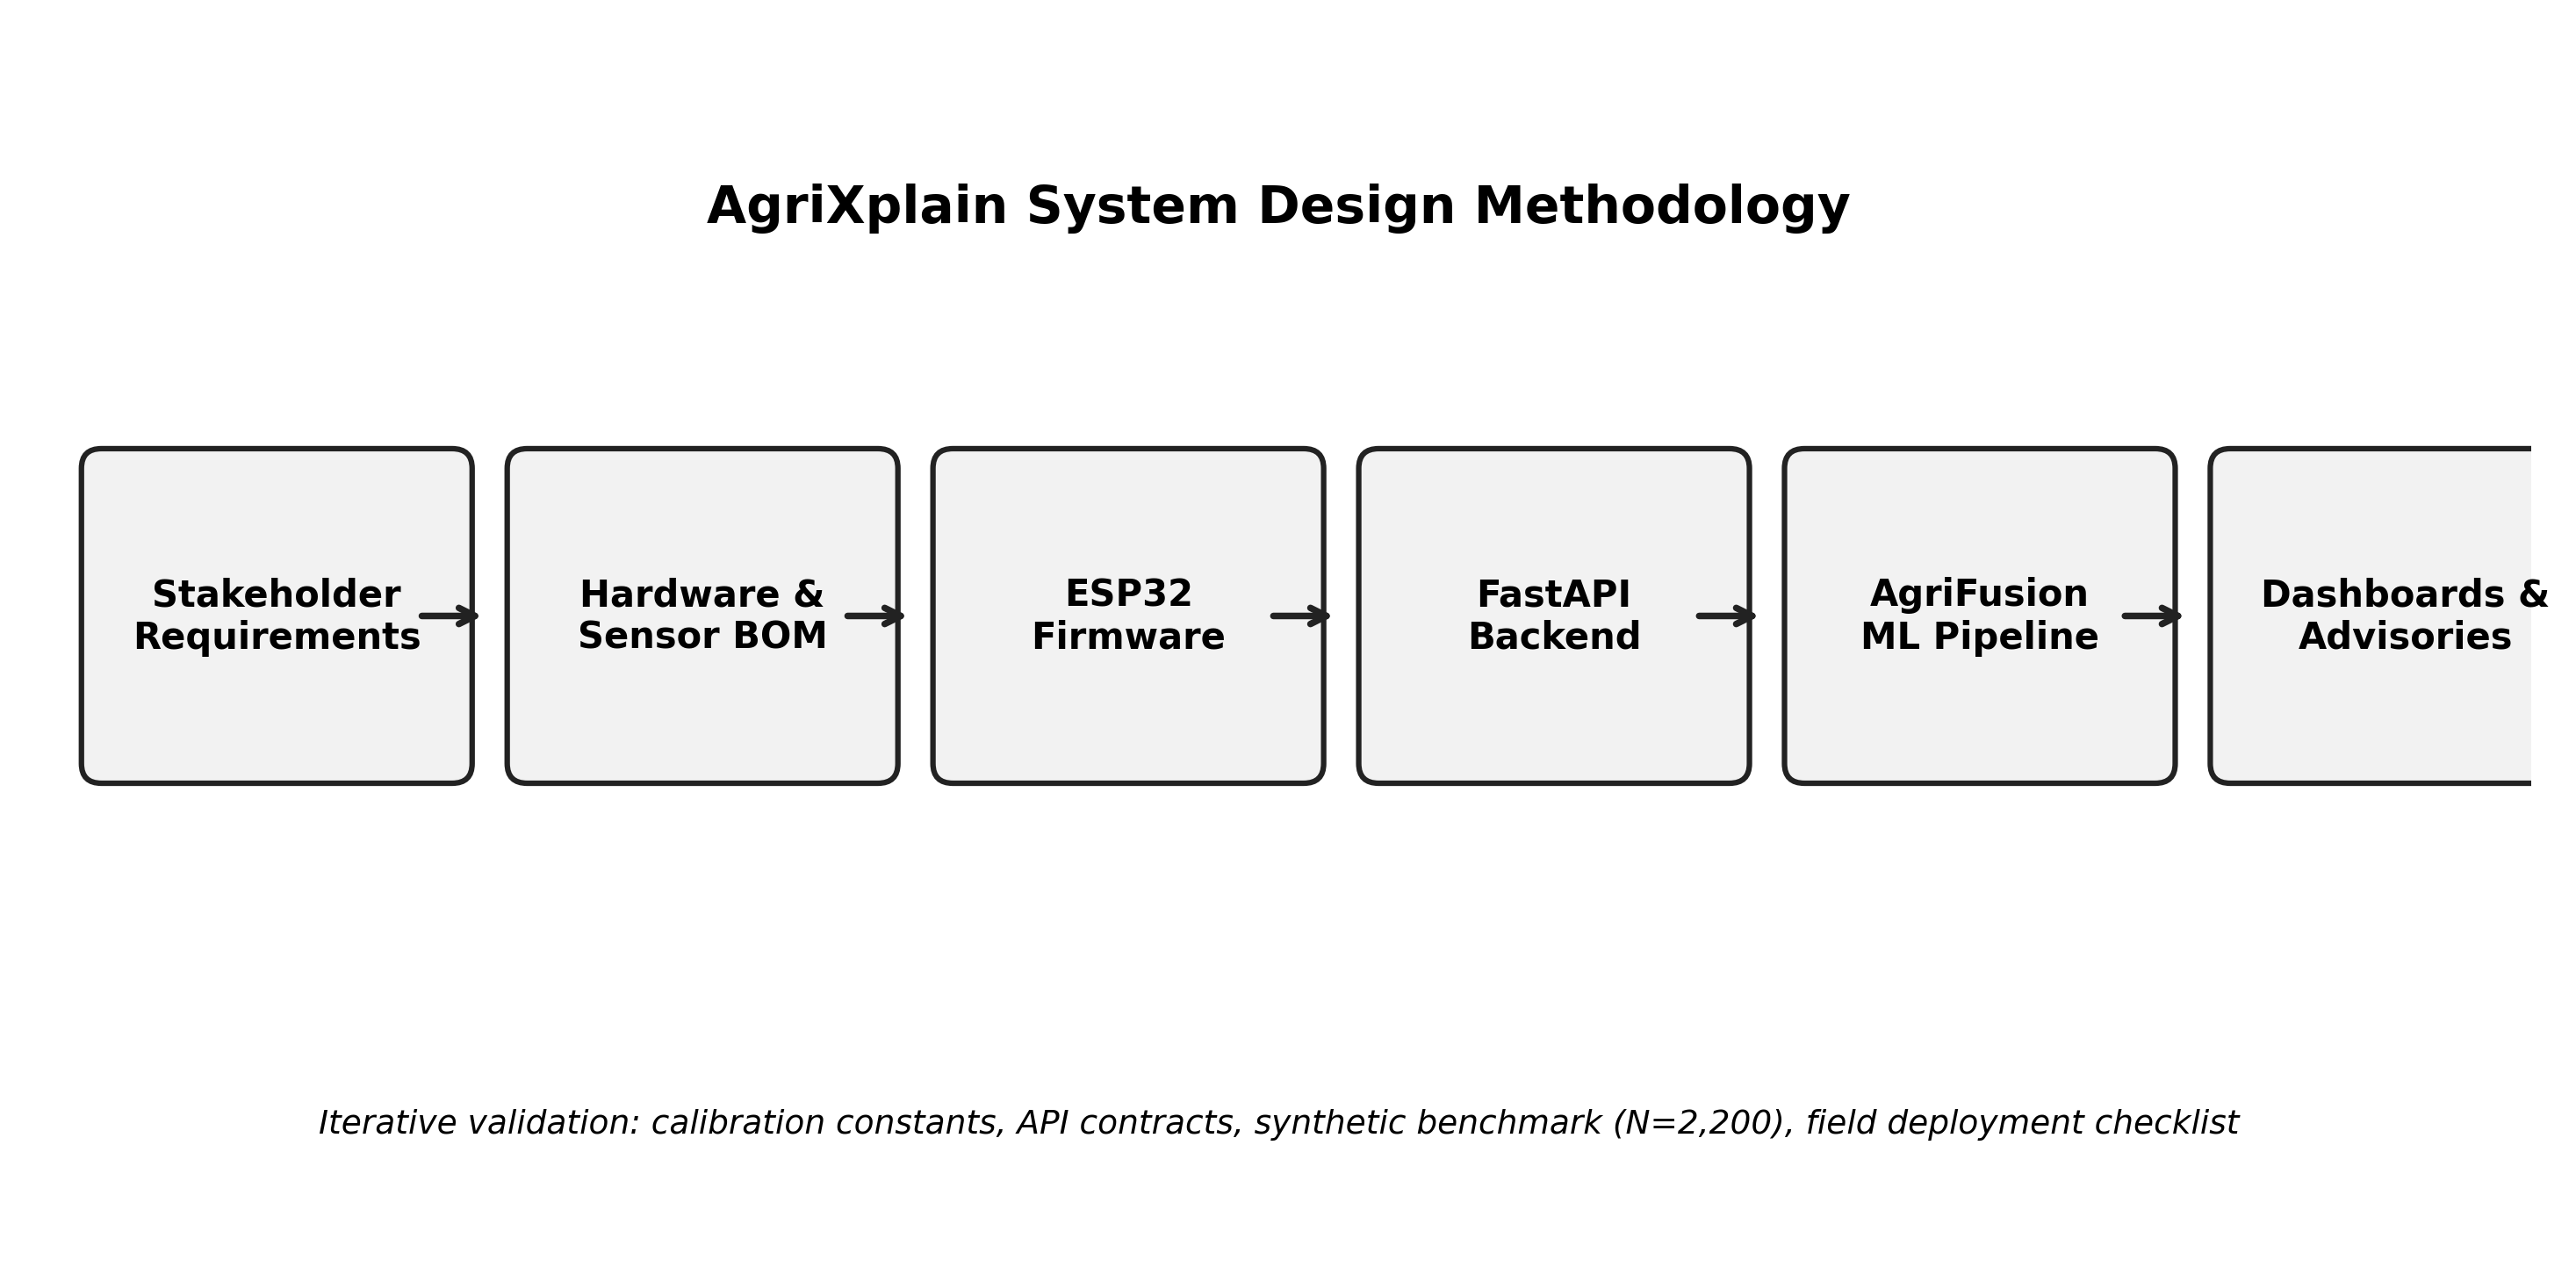 AgriXplain System Design Methodology
Stakeholder
Requirements
Hardware &
Sensor BOM
ESP32
Firmware
FastAPI
Backend
AgriFusion
ML Pipeline
Dashboards &
Advisories
Iterative validation: calibration constants, API contracts, synthetic benchmark (N=2,200), field deployment checklist